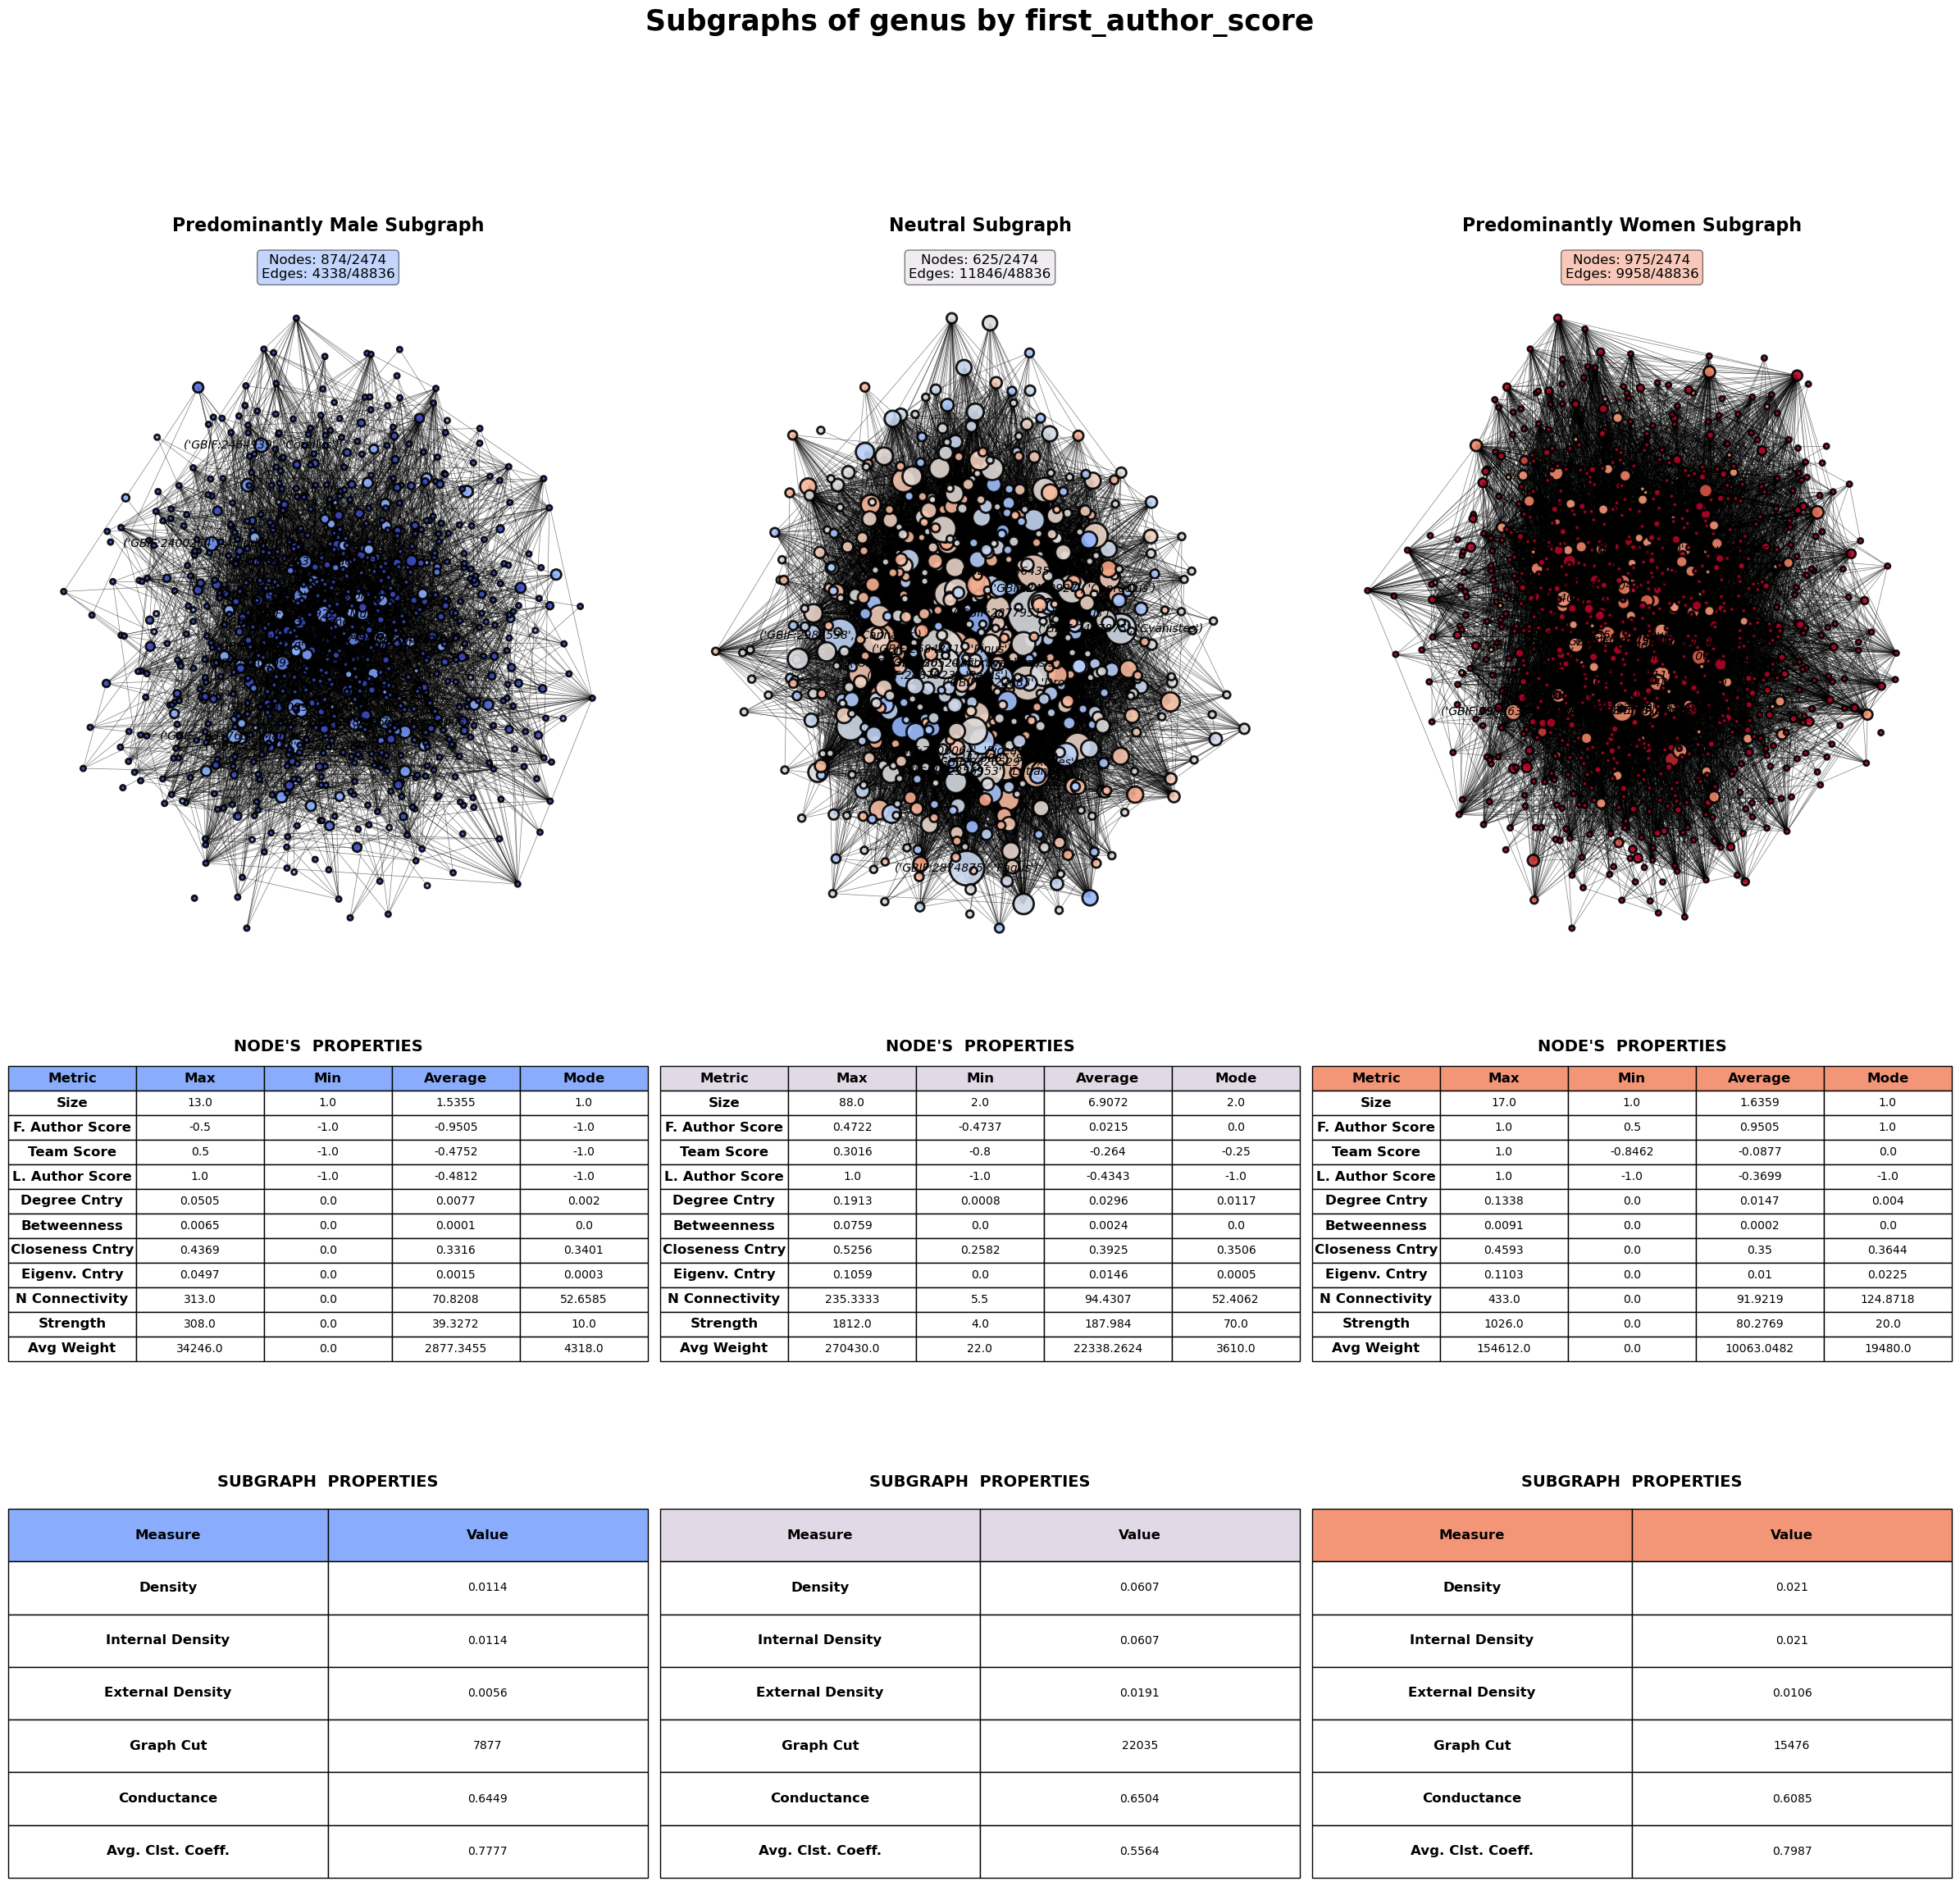 Subgraphs of genus by first_author_score
Predominantly Male Subgraph
Nodes: 874/2474
Edges: 4338/48836
Neutral Subgraph
Nodes: 625/2474
Edges: 11846/48836
Predominantly Women Subgraph
Nodes: 975/2474
Edges: 9958/48836
NODE'S PROPERTIES
Metric Max Min Average Mode
Size 13.0 1.0 1.5355 1.0
F. Author Score -0.5 -1.0 -0.9505 -1.0
Team Score 0.5 -1.0 -0.4752 -1.0
L. Author Score 1.0 -1.0 -0.4812 -1.0
Degree Cntry 0.0505 0.0 0.0077 0.002
Betweenness 0.0065 0.0 0.0001 0.0
Closeness Cntry 0.4369 0.0 0.3316 0.3401
Eigenv. Cntry 0.0497 0.0 0.0015 0.0003
N Connectivity 313.0 0.0 70.8208 52.6585
Strength 308.0 0.0 39.3272 10.0
Avg Weight 34246.0 0.0 2877.3455 4318.0
NODE'S PROPERTIES
Metric Max Min Average Mode
Size 88.0 2.0 6.9072 2.0
F. Author Score 0.4722 -0.4737 0.0215 0.0
Team Score 0.3016 -0.8 -0.264 -0.25
L. Author Score 1.0 -1.0 -0.4343 -1.0
Degree Cntry 0.1913 0.0008 0.0296 0.0117
Betweenness 0.0759 0.0 0.0024 0.0
Closeness Cntry 0.5256 0.2582 0.3925 0.3506
Eigenv. Cntry 0.1059 0.0 0.0146 0.0005
N Connectivity 235.3333 5.5 94.4307 52.4062
Strength 1812.0 4.0 187.984 70.0
Avg Weight 270430.0 22.0 22338.2624 3610.0
NODE'S PROPERTIES
Metric Max Min Average Mode
Size 17.0 1.0 1.6359 1.0
F. Author Score 1.0 0.5 0.9505 1.0
Team Score 1.0 -0.8462 -0.0877 0.0
L. Author Score 1.0 -1.0 -0.3699 -1.0
Degree Cntry 0.1338 0.0 0.0147 0.004
Betweenness 0.0091 0.0 0.0002 0.0
Closeness Cntry 0.4593 0.0 0.35 0.3644
Eigenv. Cntry 0.1103 0.0 0.01 0.0225
N Connectivity 433.0 0.0 91.9219 124.8718
Strength 1026.0 0.0 80.2769 20.0
Avg Weight 154612.0 0.0 10063.0482 19480.0
SUBGRAPH PROPERTIES
Measure Value
Density 0.0114
Internal Density 0.0114
External Density 0.0056
Graph Cut 7877
Conductance 0.6449
Avg. Clst. Coeff. 0.7777
SUBGRAPH PROPERTIES
Measure Value
Density 0.0607
Internal Density 0.0607
External Density 0.0191
Graph Cut 22035
Conductance 0.6504
Avg. Clst. Coeff. 0.5564
SUBGRAPH PROPERTIES
Measure Value
Density 0.021
Internal Density 0.021
External Density 0.0106
Graph Cut 15476
Conductance 0.6085
Avg. Clst. Coeff. 0.7987